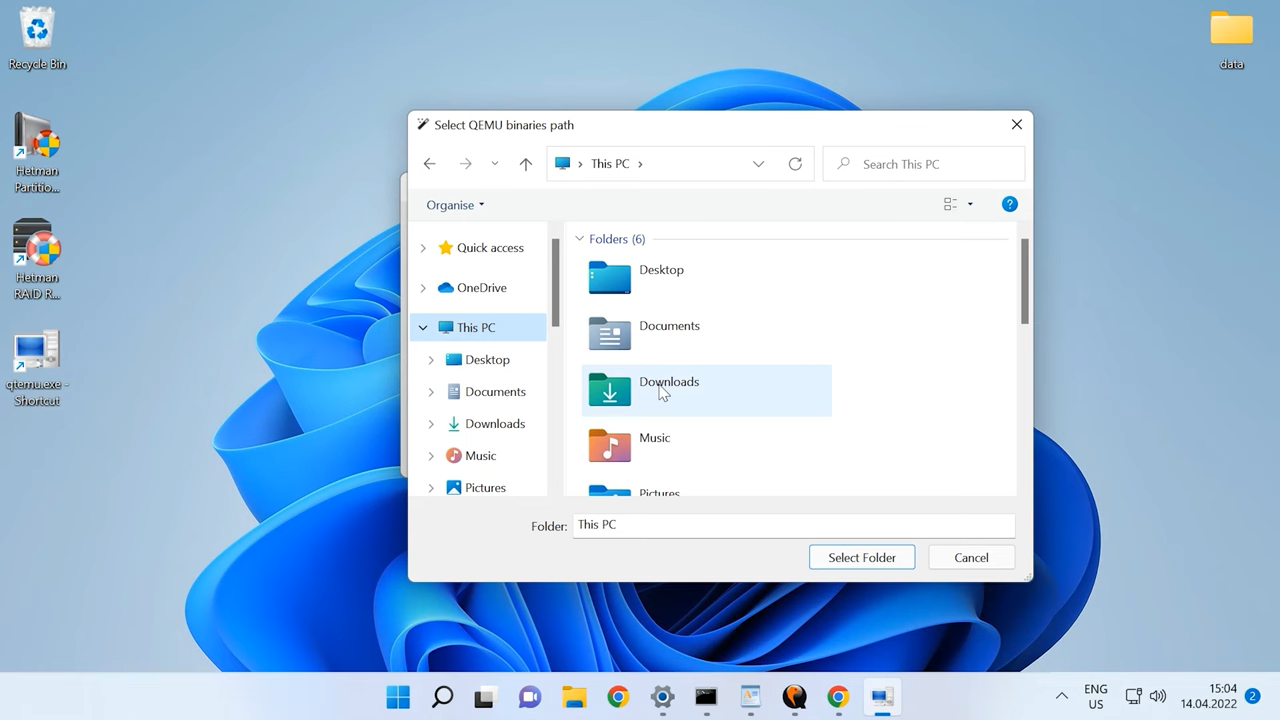 Recycle Bin
Hetman
Partitio...
Hetman
RAID R...
qtemu.exe -
Shortcut
data
Select QEMU binaries path
This PC
Search This PC
Organise
?
Quick access
OneDrive
This PC
Desktop
Documents
Downloads
Music
Pictures
Folders (6)
Desktop
Documents
Downloads
Music
Pictures
Folder:
This PC
Select Folder
Cancel
ENG
US
15:04
14.04.2022
2